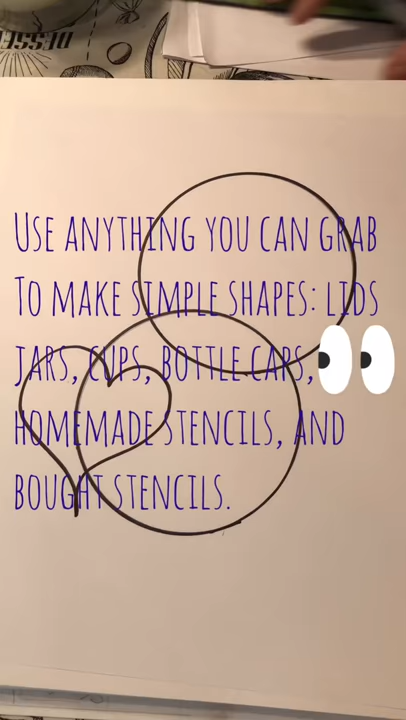 DESSE
USE ANYTHING YOU CAN GRAB
TO MAKE SIMPLE SHAPES: LIDS
JARS, CUPS, BOTTLE CAPS,
HOMEMADE STENCILS, AND
BOUGHT STENCILS.